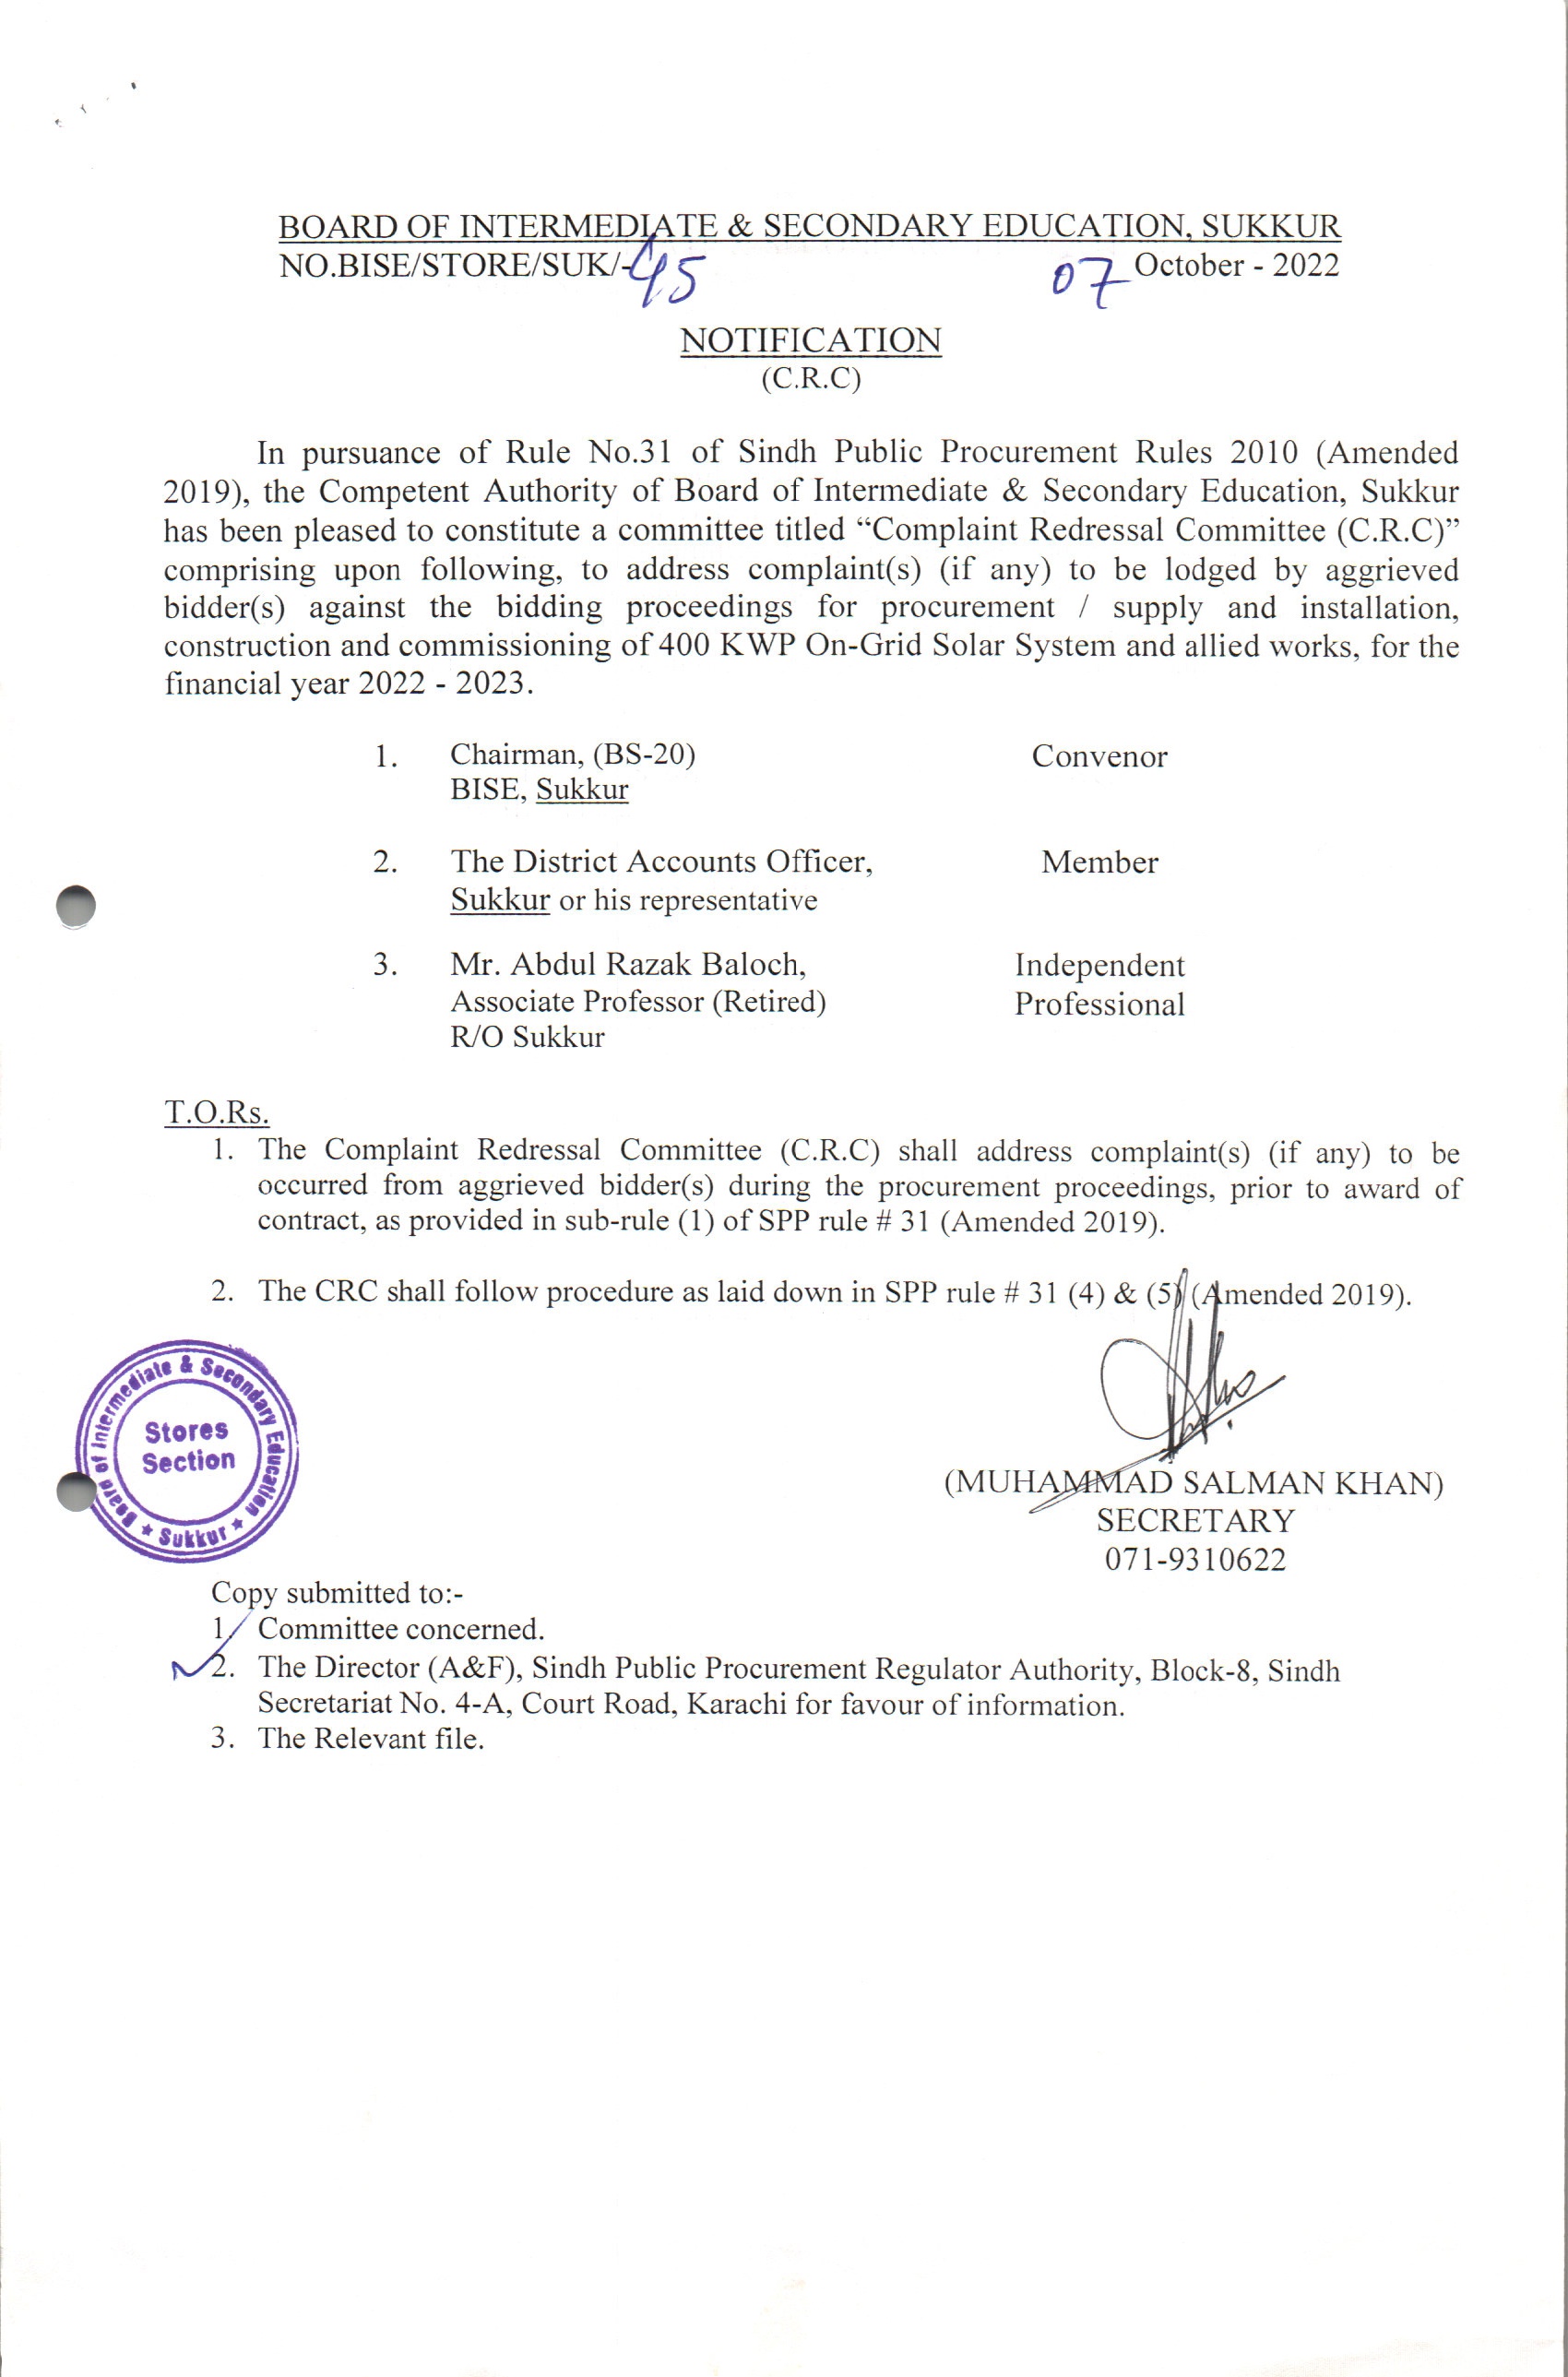 BOARD OF INTERMEDIATE & SECONDARY EDUCATION, SUKKUR
NO.BISE/STORE/SUK/-45 07 October - 2022
NOTIFICATION
(C.R.C)
In pursuance of Rule No.31 of Sindh Public Procurement Rules 2010 (Amended
2019), the Competent Authority of Board of Intermediate & Secondary Education, Sukkur
has been pleased to constitute a committee titled “Complaint Redressal Committee (C.R.C)”
comprising upon following, to address complaint(s) (if any) to be lodged by aggrieved
bidder(s) against the bidding proceedings for procurement / supply and installation,
construction and commissioning of 400 KWP On-Grid Solar System and allied works, for the
financial year 2022 - 2023.
1. Chairman, (BS-20) Convenor
BISE, Sukkur
2. The District Accounts Officer, Member
Sukkur or his representative
3. Mr. Abdul Razak Baloch, Independent
Associate Professor (Retired) Professional
R/O Sukkur
T.O.Rs.
1. The Complaint Redressal Committee (C.R.C) shall address complaint(s) (if any) to be
occurred from aggrieved bidder(s) during the procurement proceedings, prior to award of
contract, as provided in sub-rule (1) of SPP rule # 31 (Amended 2019).
2. The CRC shall follow procedure as laid down in SPP rule # 31 (4) & (5) (Amended 2019).
Board of Intermediate & Secondary Education
Stores
Section
★ Sukkur ★
(MUHAMMAD SALMAN KHAN)
SECRETARY
071-9310622
Copy submitted to:-
1. Committee concerned.
2. The Director (A&F), Sindh Public Procurement Regulator Authority, Block-8, Sindh
Secretariat No. 4-A, Court Road, Karachi for favour of information.
3. The Relevant file.